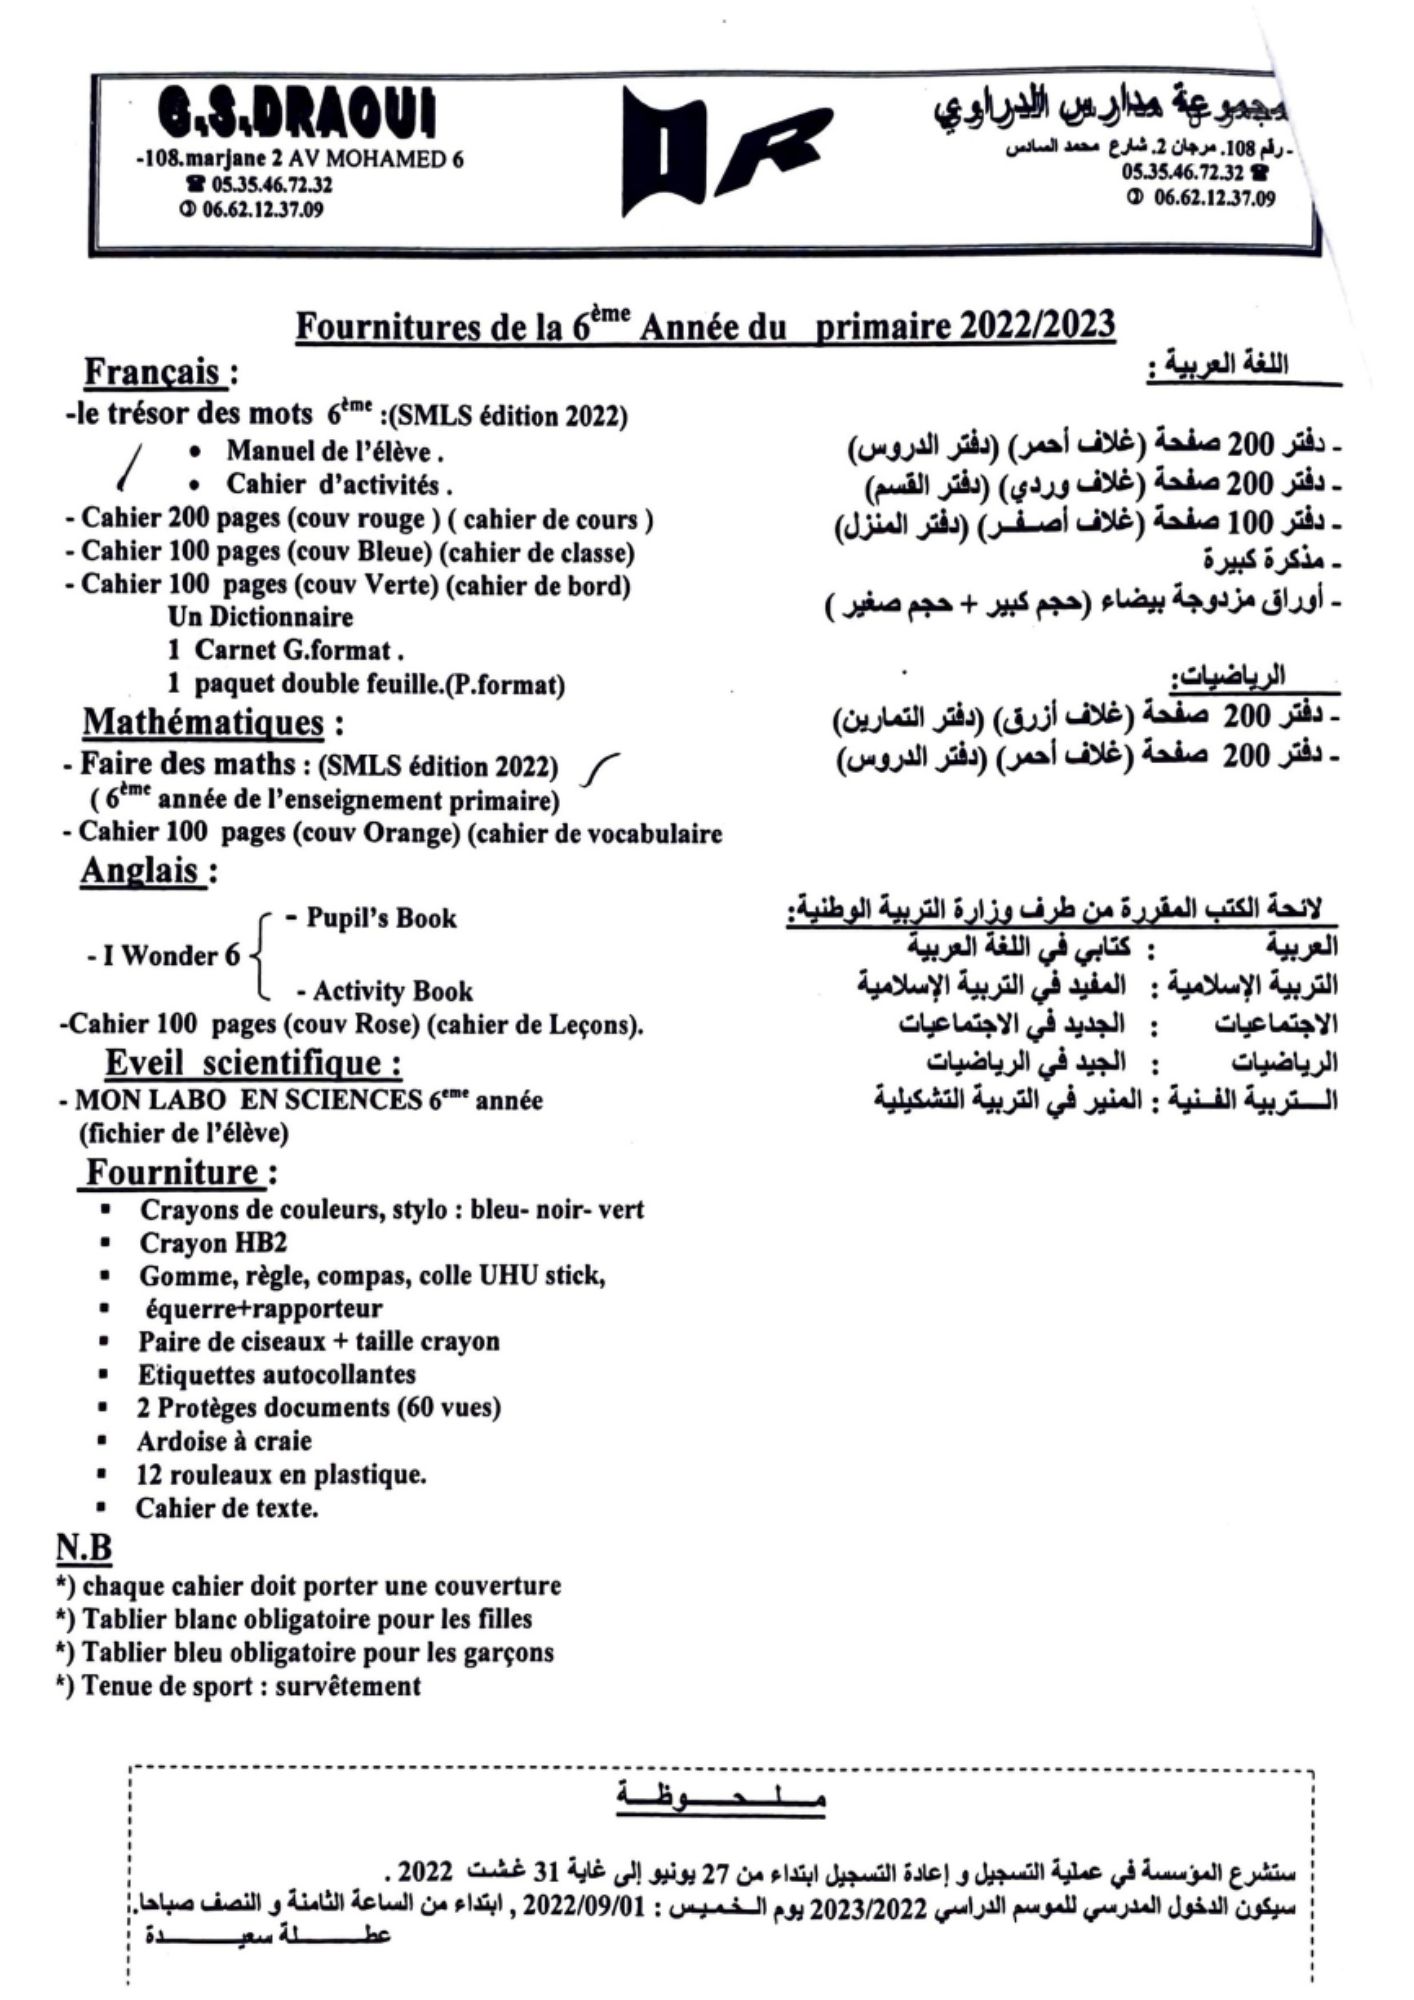 G.S.DRAOUI
-108.marjane 2 AV MOHAMED 6
☎ 05.35.46.72.32
✆ 06.62.12.37.09
مجموعة مدارس الدراوي
- رقم 108. مرجان 2. شارع محمد السادس
05.35.46.72.32 ☎
✆ 06.62.12.37.09
Fournitures de la 6ème Année du primaire 2022/2023
Français :
-le trésor des mots 6ème :(SMLS édition 2022)
• Manuel de l'éléve .
• Cahier d'activités .
- Cahier 200 pages (couv rouge ) ( cahier de cours )
- Cahier 100 pages (couv Bleue) (cahier de classe)
- Cahier 100 pages (couv Verte) (cahier de bord)
Un Dictionnaire
1 Carnet G.format .
1 paquet double feuille.(P.format)
Mathématiques :
- Faire des maths : (SMLS édition 2022)
( 6ème année de l'enseignement primaire)
- Cahier 100 pages (couv Orange) (cahier de vocabulaire
Anglais :
- I Wonder 6
- Pupil's Book
- Activity Book
-Cahier 100 pages (couv Rose) (cahier de Leçons).
Eveil scientifique :
- MON LABO EN SCIENCES 6eme année
(fichier de l'élève)
Fourniture :
▪ Crayons de couleurs, stylo : bleu- noir- vert
▪ Crayon HB2
▪ Gomme, règle, compas, colle UHU stick,
▪ équerre+rapporteur
▪ Paire de ciseaux + taille crayon
▪ Etiquettes autocollantes
▪ 2 Protèges documents (60 vues)
▪ Ardoise à craie
▪ 12 rouleaux en plastique.
▪ Cahier de texte.
N.B
*) chaque cahier doit porter une couverture
*) Tablier blanc obligatoire pour les filles
*) Tablier bleu obligatoire pour les garçons
*) Tenue de sport : survêtement
اللغة العربية :
- دفتر 200 صفحة (غلاف أحمر) (دفتر الدروس)
- دفتر 200 صفحة (غلاف وردي) (دفتر القسم)
- دفتر 100 صفحة (غلاف أصفر) (دفتر المنزل)
- مذكرة كبيرة
- أوراق مزدوجة بيضاء (حجم كبير + حجم صغير )
الرياضيات:
- دفتر 200 صفحة (غلاف أزرق) (دفتر التمارين)
- دفتر 200 صفحة (غلاف أحمر) (دفتر الدروس)
لائحة الكتب المقررة من طرف وزارة التربية الوطنية:
العربية : كتابي في اللغة العربية
التربية الإسلامية : المفيد في التربية الإسلامية
الاجتماعيات : الجديد في الاجتماعيات
الرياضيات : الجيد في الرياضيات
الـــتربية الفــنية : المنير في التربية التشكيلية
مـــلـــحـــــوظـــة
ستشرع المؤسسة في عملية التسجيل و إعادة التسجيل ابتداء من 27 يونيو إلى غاية 31 غشت 2022 .
سيكون الدخول المدرسي للموسم الدراسي 2023/2022 يوم الـخـمـيـس : 2022/09/01 , ابتداء من الساعة الثامنة و النصف صباحا.
عطـــــــلة سعيـــــــدة